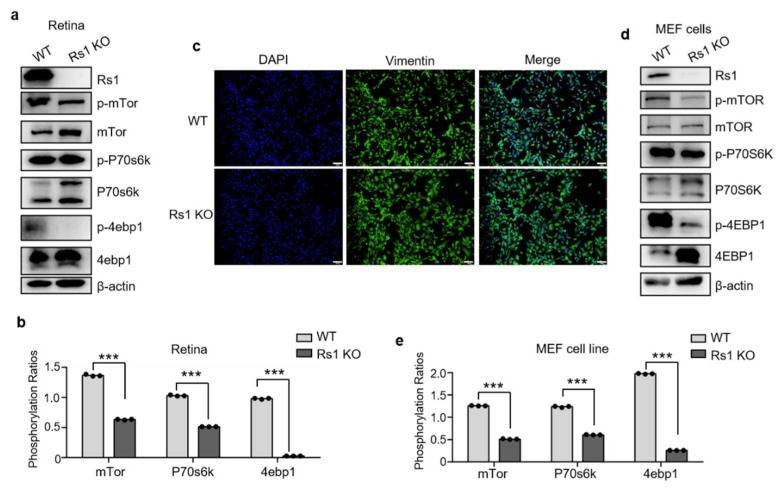 a
Retina
WT Rs1 KO
Rs1
p-mTor
mTor
p-P70s6k
P70s6k
p-4ebp1
4ebp1
β-actin
c
DAPI Vimentin Merge
WT
Rs1 KO
d
MEF cells
WT Rs1 KO
Rs1
p-mTOR
mTOR
p-P70S6K
P70S6K
p-4EBP1
4EBP1
β-actin
b
Retina
WT
Rs1 KO
Phosphorylation Ratios
1.5
1.0
0.5
0.0
***
***
***
mTor P70s6k 4ebp1
e
MEF cell line
WT
Rs1 KO
Phosphorylation Ratios
2.0
1.5
1.0
0.5
0.0
***
***
***
mTor P70s6k 4ebp1